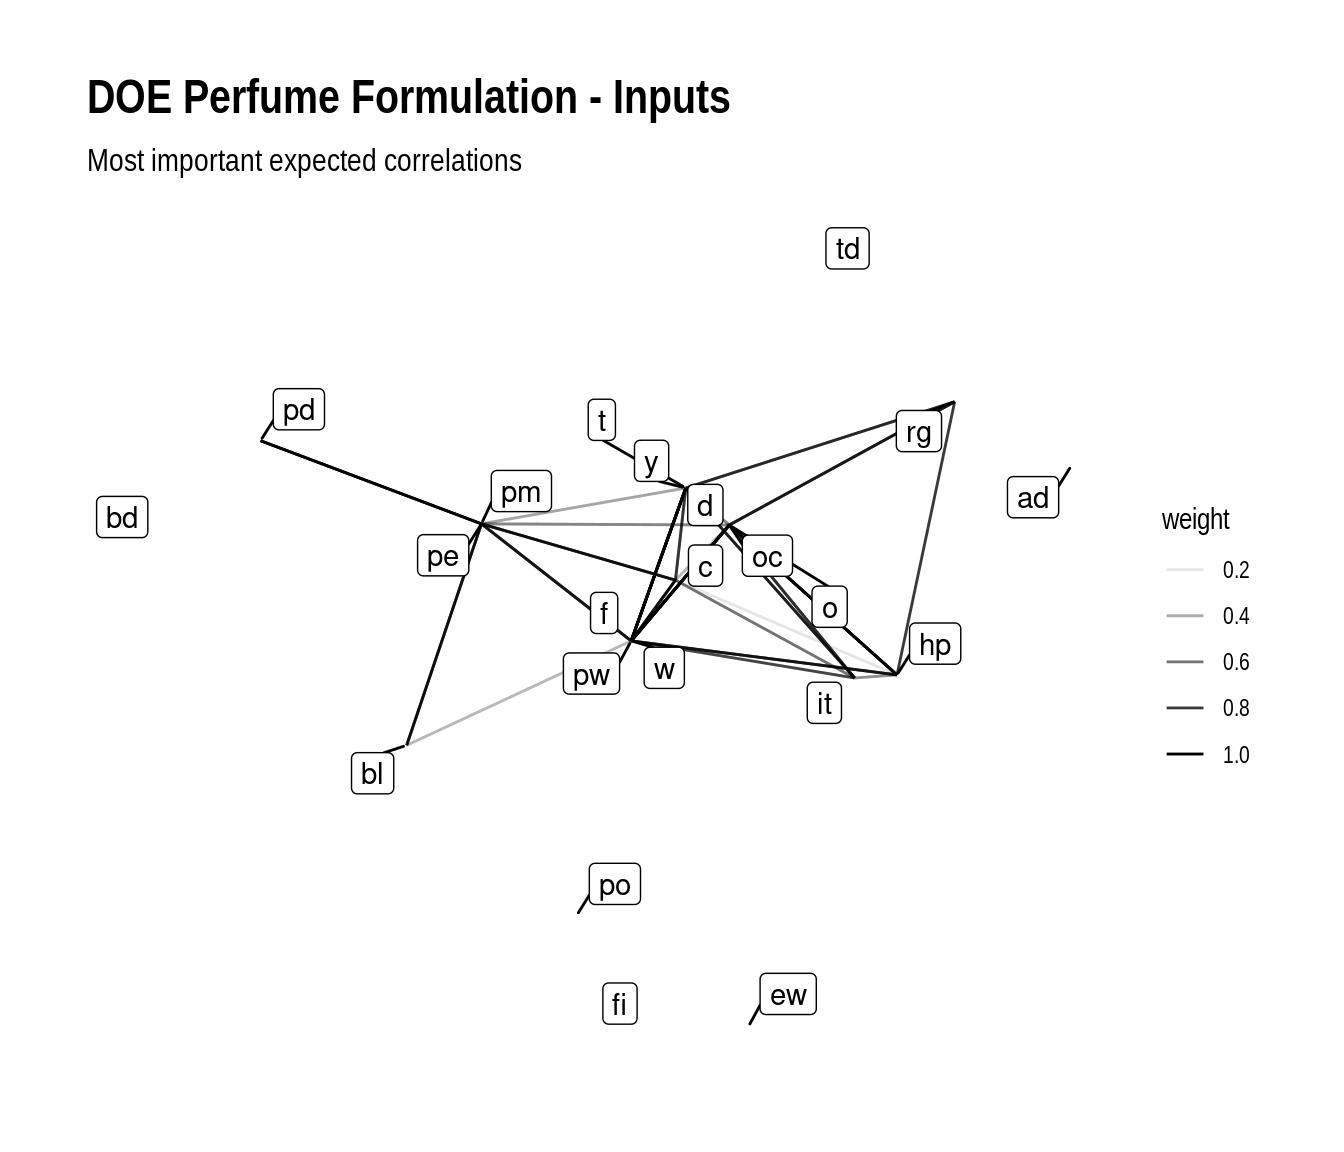 DOE Perfume Formulation - Inputs
Most important expected correlations
td
pd
t
rg
y
pm
ad
bd
d
weight
pe
c
oc
0.2
f
o
0.4
hp
pw
w
0.6
it
0.8
bl
1.0
po
fi
ew